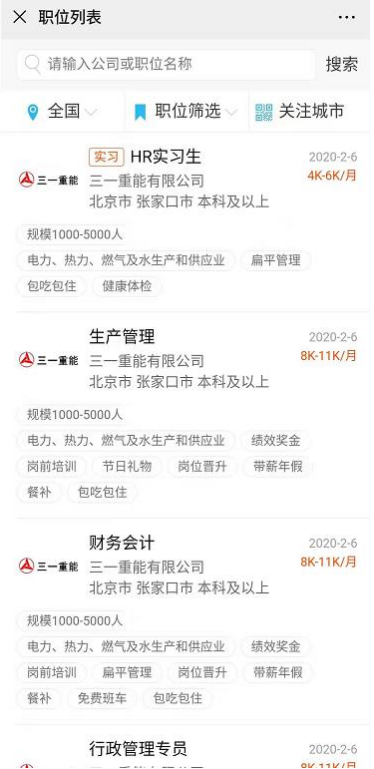 职位列表
请输入公司或职位名称
搜索
全国
职位筛选
关注城市
实习 HR实习生 2020-2-6
三一重能 三一重能有限公司 4K-6K/月
北京市 张家口市 本科及以上
规模1000-5000人
电力、热力、燃气及水生产和供应业 扁平管理
包吃包住 健康体检
生产管理 2020-2-6
三一重能 三一重能有限公司 8K-11K/月
北京市 张家口市 本科及以上
规模1000-5000人
电力、热力、燃气及水生产和供应业 绩效奖金
岗前培训 节日礼物 岗位晋升 带薪年假
餐补 包吃包住
财务会计 2020-2-6
三一重能 三一重能有限公司 8K-11K/月
北京市 张家口市 本科及以上
规模1000-5000人
电力、热力、燃气及水生产和供应业 绩效奖金
岗前培训 扁平管理 岗位晋升 带薪年假
餐补 免费班车 包吃包住
行政管理专员 2020-2-6